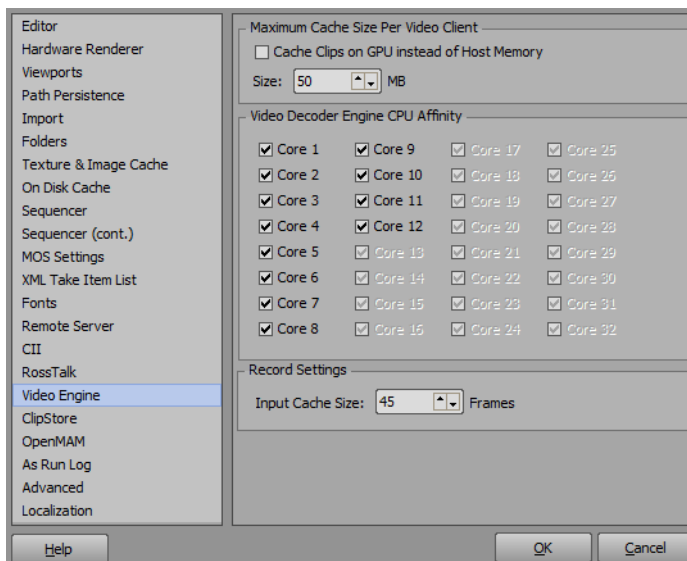 Editor
Hardware Renderer
Viewports
Path Persistence
Import
Folders
Texture & Image Cache
On Disk Cache
Sequencer
Sequencer (cont.)
MOS Settings
XML Take Item List
Fonts
Remote Server
CII
RossTalk
Video Engine
ClipStore
OpenMAM
As Run Log
Advanced
Localization
Maximum Cache Size Per Video Client
Cache Clips on GPU instead of Host Memory
Size: 50 MB
Video Decoder Engine CPU Affinity
Core 1 Core 9 Core 17 Core 25
Core 2 Core 10 Core 18 Core 26
Core 3 Core 11 Core 19 Core 27
Core 4 Core 12 Core 20 Core 28
Core 5 Core 13 Core 21 Core 29
Core 6 Core 14 Core 22 Core 30
Core 7 Core 15 Core 23 Core 31
Core 8 Core 16 Core 24 Core 32
Record Settings
Input Cache Size: 45 Frames
Help OK Cancel